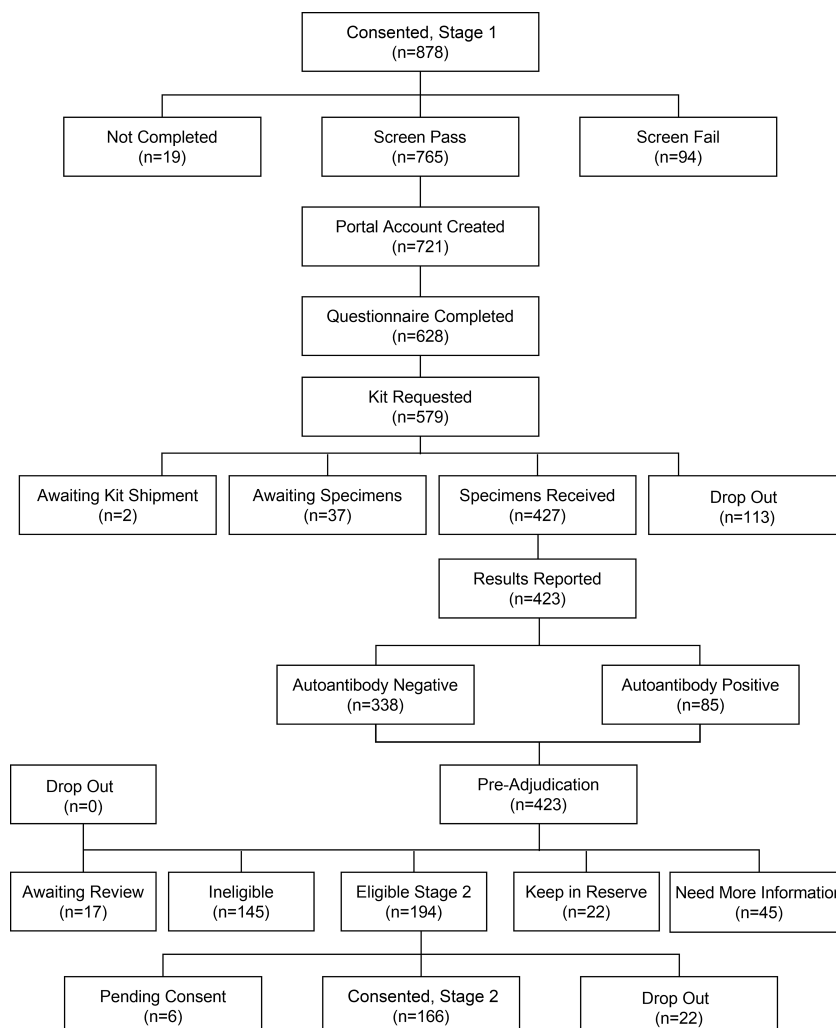 Consented, Stage 1
(n=878)
Not Completed
(n=19)
Screen Pass
(n=765)
Screen Fail
(n=94)
Portal Account Created
(n=721)
Questionnaire Completed
(n=628)
Kit Requested
(n=579)
Awaiting Kit Shipment
(n=2)
Awaiting Specimens
(n=37)
Specimens Received
(n=427)
Drop Out
(n=113)
Results Reported
(n=423)
Autoantibody Negative
(n=338)
Autoantibody Positive
(n=85)
Pre-Adjudication
(n=423)
Drop Out
(n=0)
Awaiting Review
(n=17)
Ineligible
(n=145)
Eligible Stage 2
(n=194)
Keep in Reserve
(n=22)
Need More Information
(n=45)
Pending Consent
(n=6)
Consented, Stage 2
(n=166)
Drop Out
(n=22)